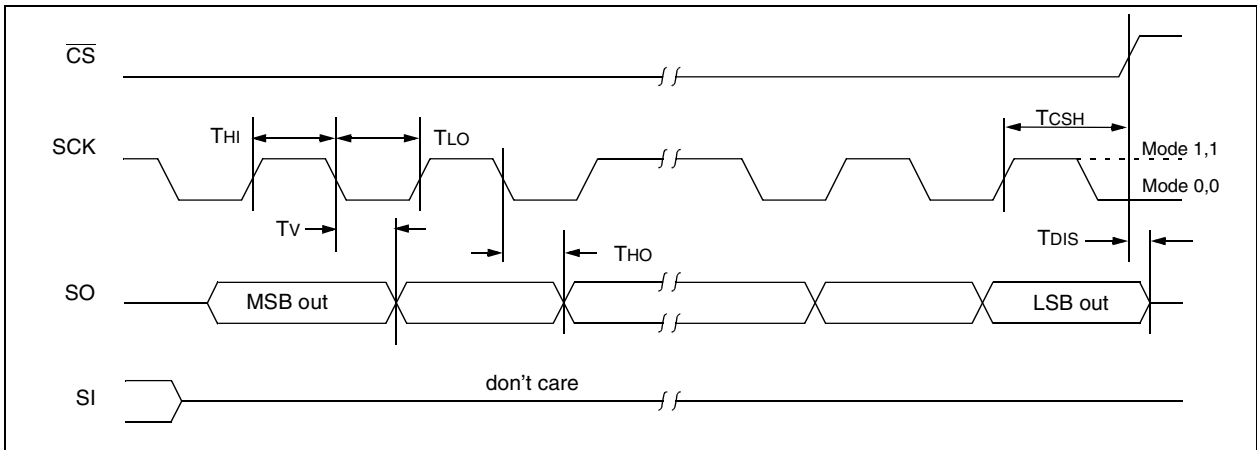 CS
TCSH
SCK
THI
TLO
Mode 1,1
Mode 0,0
TV
THO
TDIS
SO
MSB out
LSB out
SI
don't care